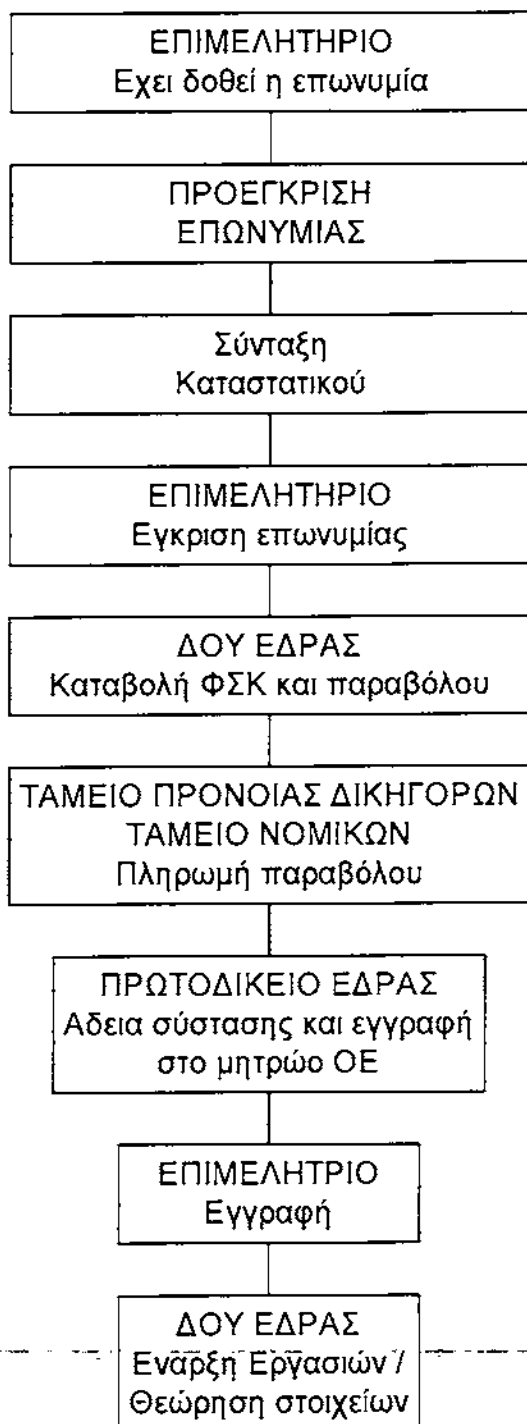 ΕΠΙΜΕΛΗΤΗΡΙΟ
Εχει δοθεί η επωνυμία
ΠΡΟΕΓΚΡΙΣΗ
ΕΠΩΝΥΜΙΑΣ
Σύνταξη
Καταστατικού
ΕΠΙΜΕΛΗΤΗΡΙΟ
Εγκριση επωνυμίας
ΔΟΥ ΕΔΡΑΣ
Καταβολή ΦΣΚ και παραβόλου
ΤΑΜΕΙΟ ΠΡΟΝΟΙΑΣ ΔΙΚΗΓΟΡΩΝ
ΤΑΜΕΙΟ ΝΟΜΙΚΩΝ
Πληρωμή παραβόλου
ΠΡΩΤΟΔΙΚΕΙΟ ΕΔΡΑΣ
Αδεια σύστασης και εγγραφή
στο μητρώο ΟΕ
ΕΠΙΜΕΛΗΤΡΙΟ
Εγγραφή
ΔΟΥ ΕΔΡΑΣ
Εναρξη Εργασιών /
Θεώρηση στοιχείων